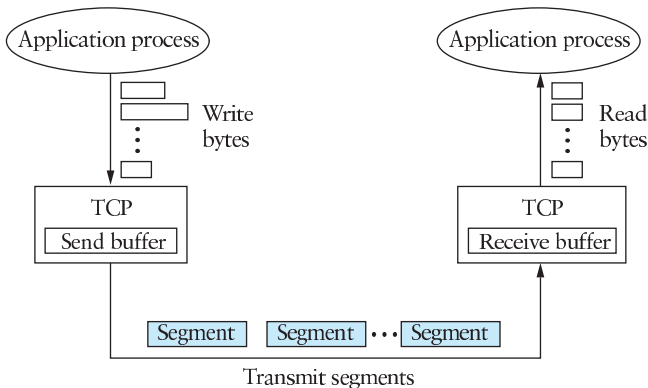 Application process
Application process
Write
bytes
Read
bytes
TCP
Send buffer
TCP
Receive buffer
Segment
Segment
Segment
Transmit segments